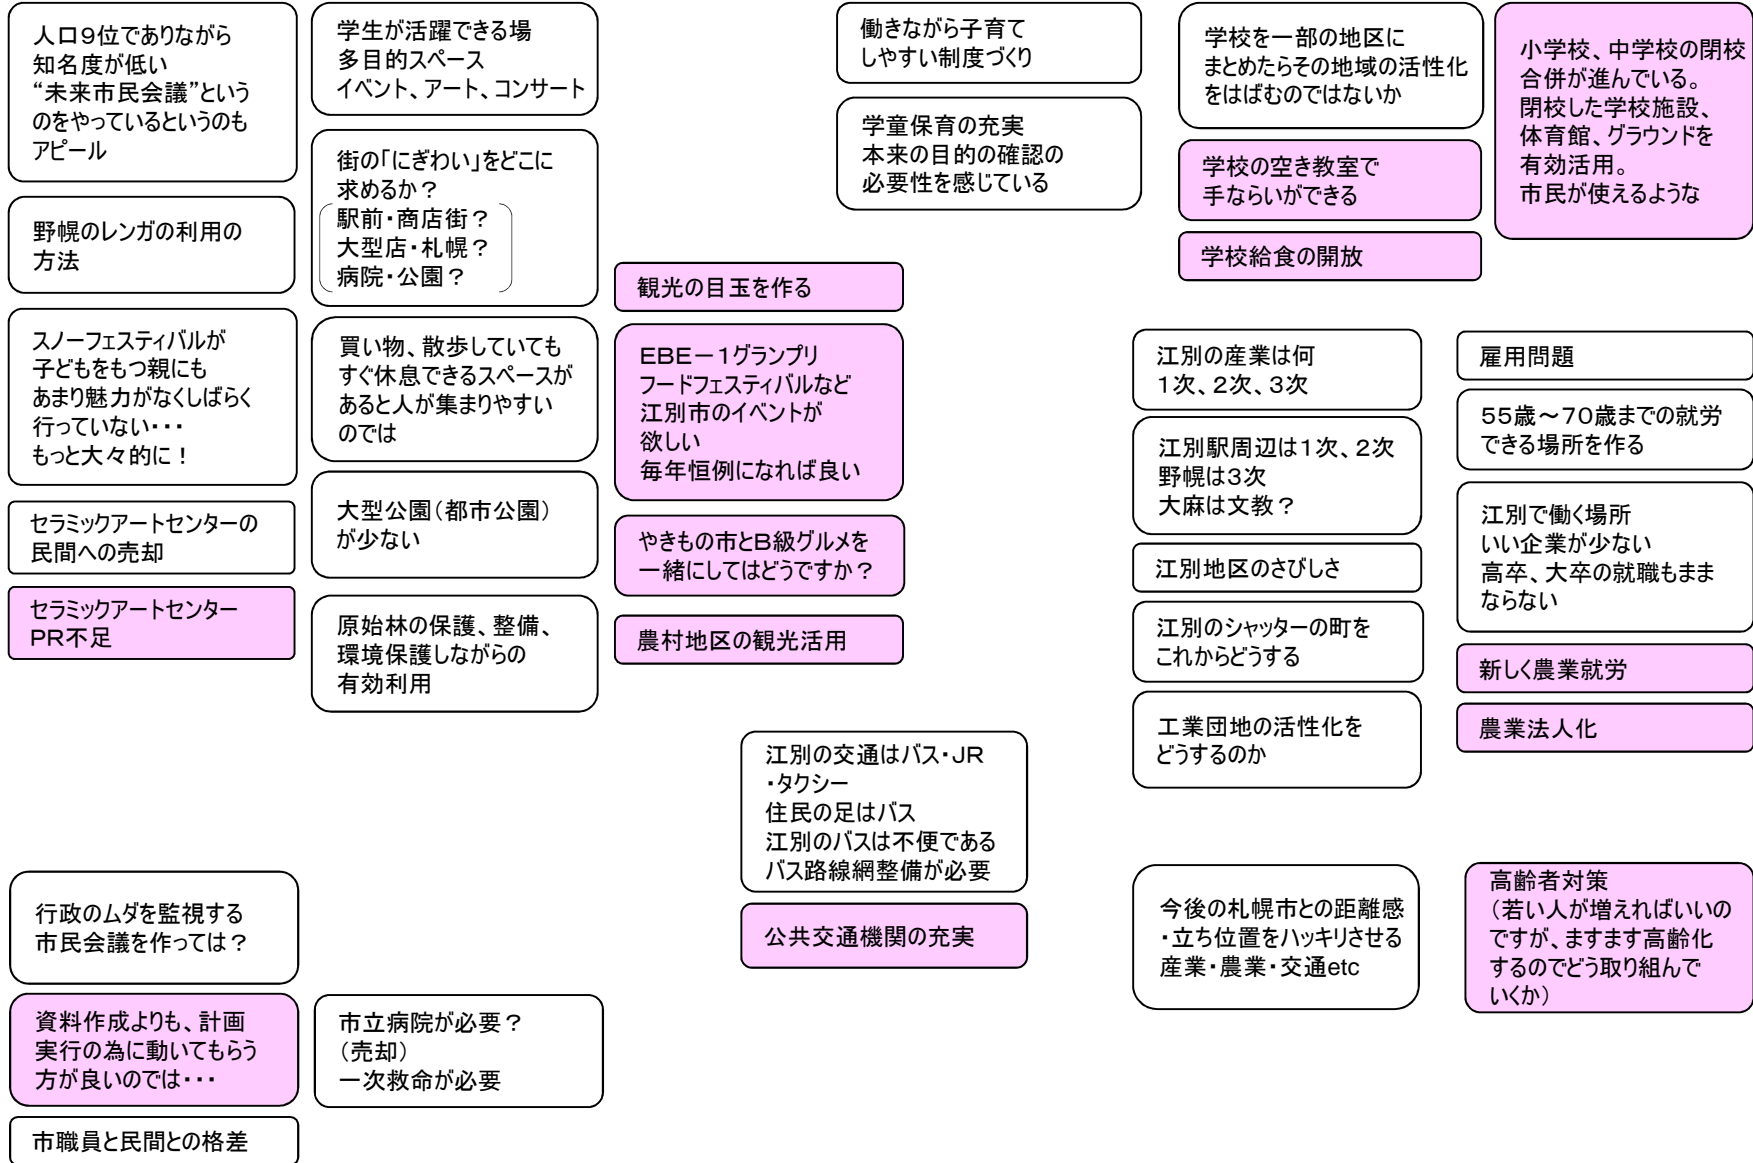 人口9位でありながら
知名度が低い
“未来市民会議”という
のをやっているというのも
アピール
野幌のレンガの利用の
方法
スノーフェスティバルが
子どもをもつ親にも
あまり魅力がなくしばらく
行っていない・・・
もっと大々的に！
セラミックアートセンターの
民間への売却
セラミックアートセンター
PR不足
学生が活躍できる場
多目的スペース
イベント、アート、コンサート
街の「にぎわい」をどこに
求めるか？
駅前・商店街？
大型店・札幌？
病院・公園？
買い物、散歩していても
すぐ休息できるスペースが
あると人が集まりやすい
のでは
大型公園（都市公園）
が少ない
原始林の保護、整備、
環境保護しながらの
有効利用
観光の目玉を作る
EBE－1グランプリ
フードフェスティバルなど
江別市のイベントが
欲しい
毎年恒例になれば良い
やきもの市とB級グルメを
一緒にしてはどうですか？
農村地区の観光活用
働きながら子育て
しやすい制度づくり
学童保育の充実
本来の目的の確認の
必要性を感じている
学校を一部の地区に
まとめたらその地域の活性化
をはばむのではないか
学校の空き教室で
手ならいができる
学校給食の開放
小学校、中学校の閉校
合併が進んでいる。
閉校した学校施設、
体育館、グラウンドを
有効活用。
市民が使えるような
江別の産業は何
1次、2次、3次
江別駅周辺は1次、2次
野幌は3次
大麻は文教？
江別地区のさびしさ
江別のシャッターの町を
これからどうする
工業団地の活性化を
どうするのか
雇用問題
55歳～70歳までの就労
できる場所を作る
江別で働く場所
いい企業が少ない
高卒、大卒の就職もまま
ならない
新しく農業就労
農業法人化
江別の交通はバス・JR
・タクシー
住民の足はバス
江別のバスは不便である
バス路線網整備が必要
公共交通機関の充実
今後の札幌市との距離感
・立ち位置をハッキリさせる
産業・農業・交通etc
高齢者対策
（若い人が増えればいいの
ですが、ますます高齢化
するのでどう取り組んで
いくか）
行政のムダを監視する
市民会議を作っては？
資料作成よりも、計画
実行の為に動いてもらう
方が良いのでは・・・
市職員と民間との格差
市立病院が必要？
（売却）
一次救命が必要